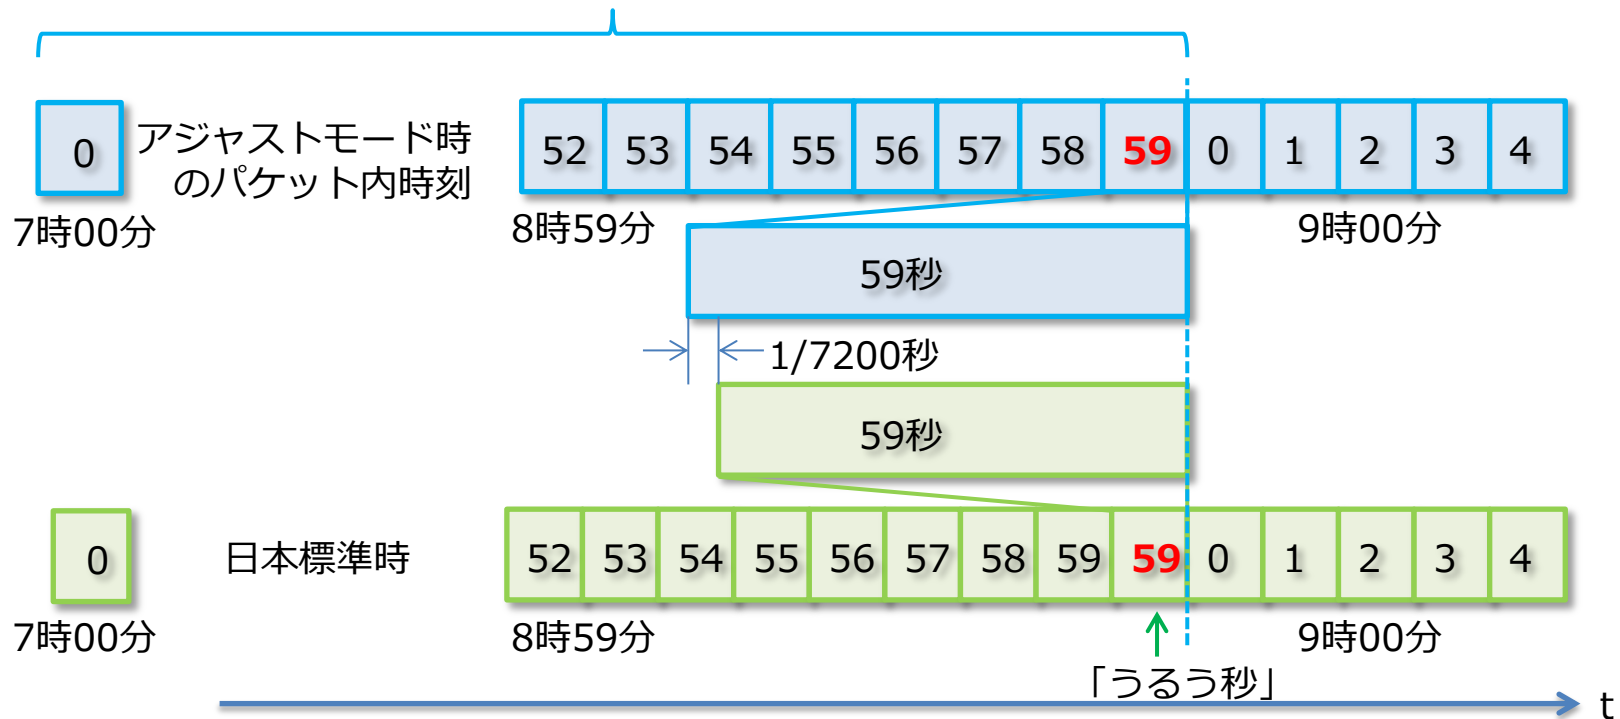 0
アジャストモード時
のパケット内時刻
52 53 54 55 56 57 58 59 0 1 2 3 4
7時00分
8時59分
9時00分
59秒
1/7200秒
59秒
0
日本標準時
52 53 54 55 56 57 58 59 59 0 1 2 3 4
7時00分
8時59分
9時00分
「うるう秒」
t